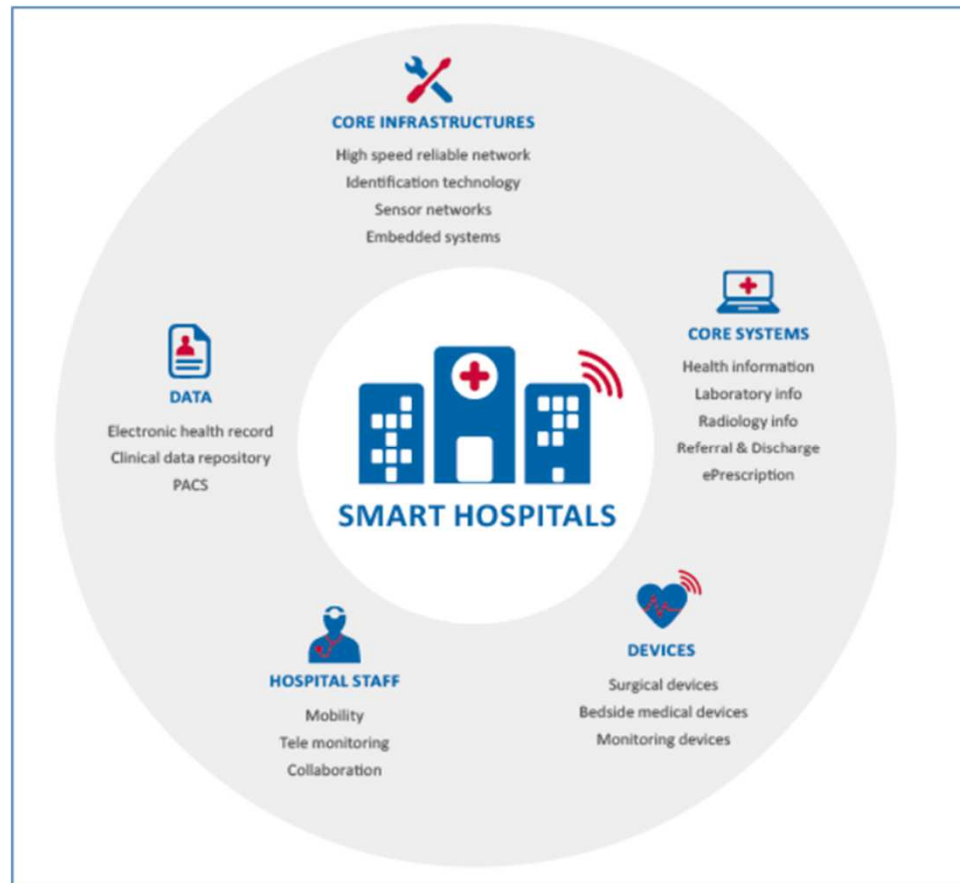 CORE INFRASTRUCTURES
High speed reliable network
Identification technology
Sensor networks
Embedded systems
CORE SYSTEMS
Health information
Laboratory info
Radiology info
Referral & Discharge
ePrescription
DEVICES
Surgical devices
Bedside medical devices
Monitoring devices
HOSPITAL STAFF
Mobility
Tele monitoring
Collaboration
DATA
Electronic health record
Clinical data repository
PACS
SMART HOSPITALS